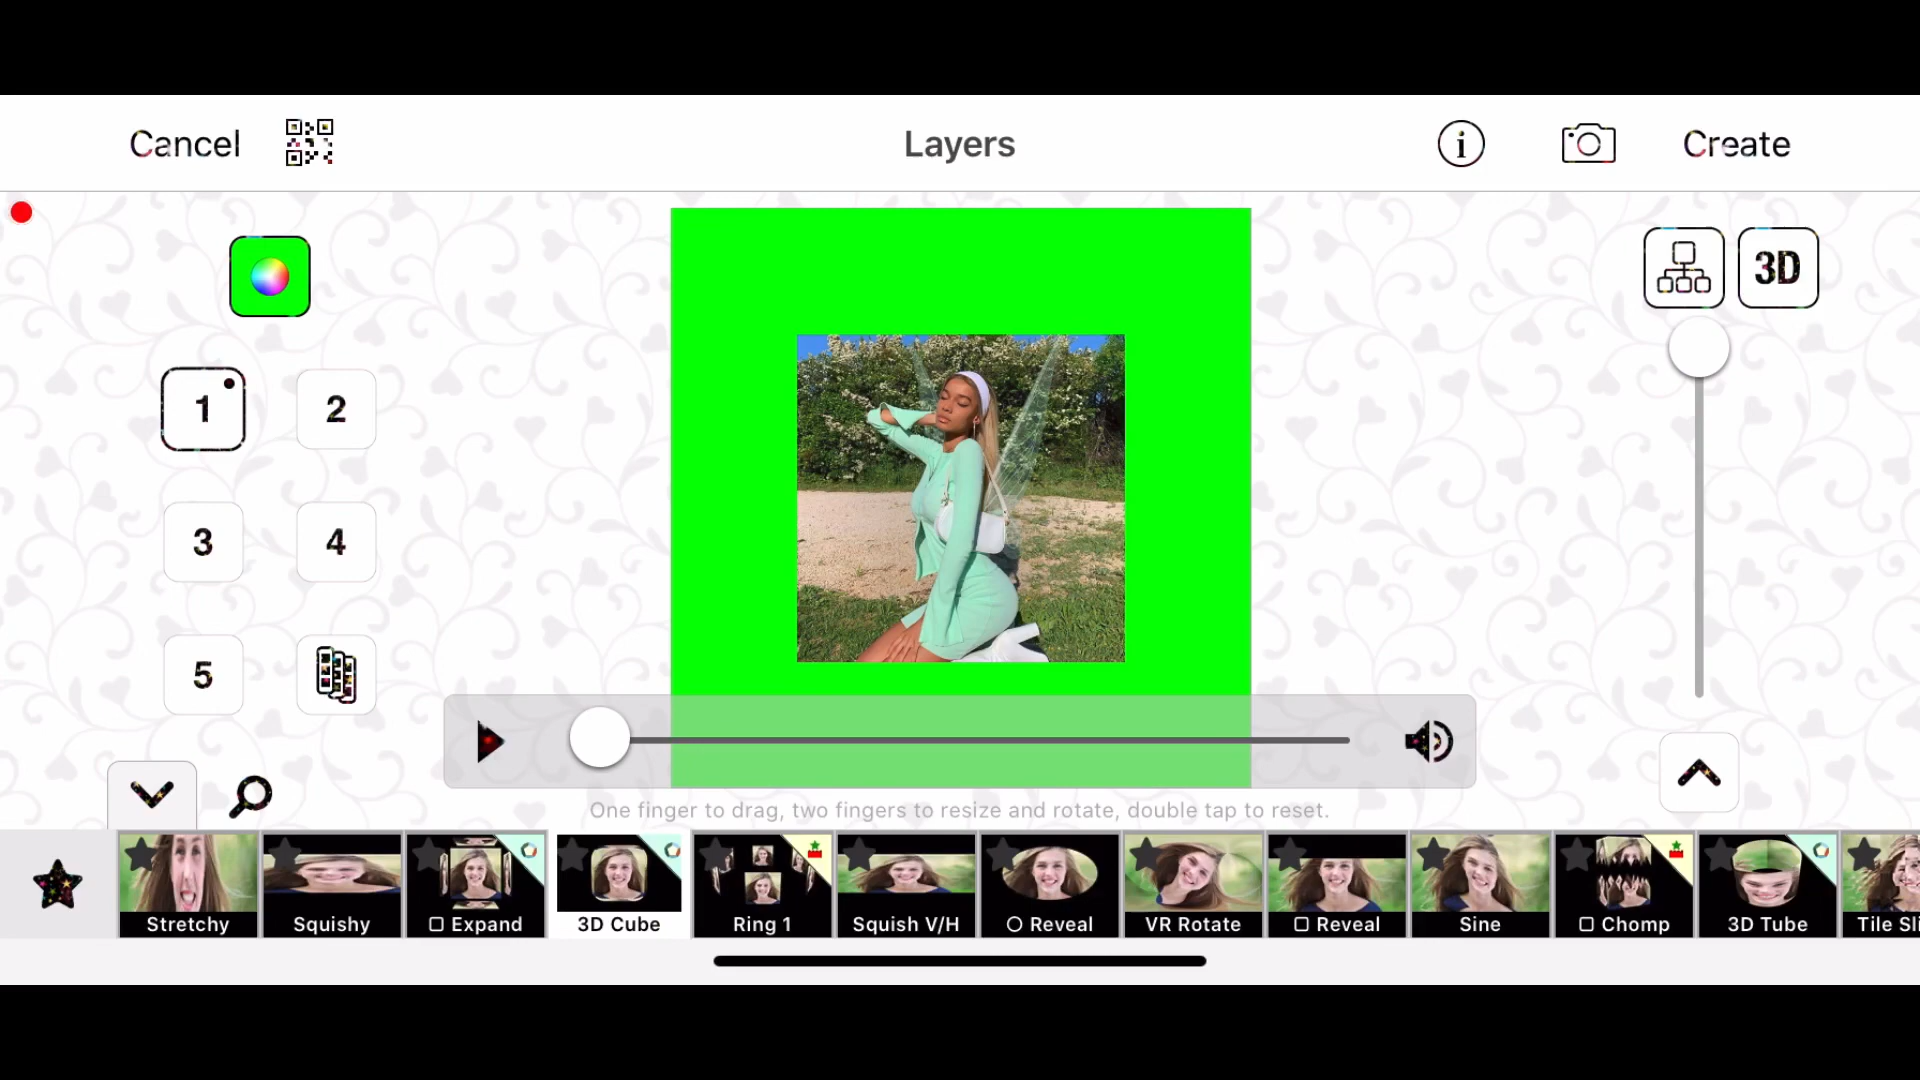 Cancel
Layers
i
Create
3D
1
2
3
4
5
One finger to drag, two fingers to resize and rotate, double tap to reset.
Stretchy
Squishy
Expand
3D Cube
Ring 1
Squish V/H
Reveal
VR Rotate
Reveal
Sine
Chomp
3D Tube
Tile Sli